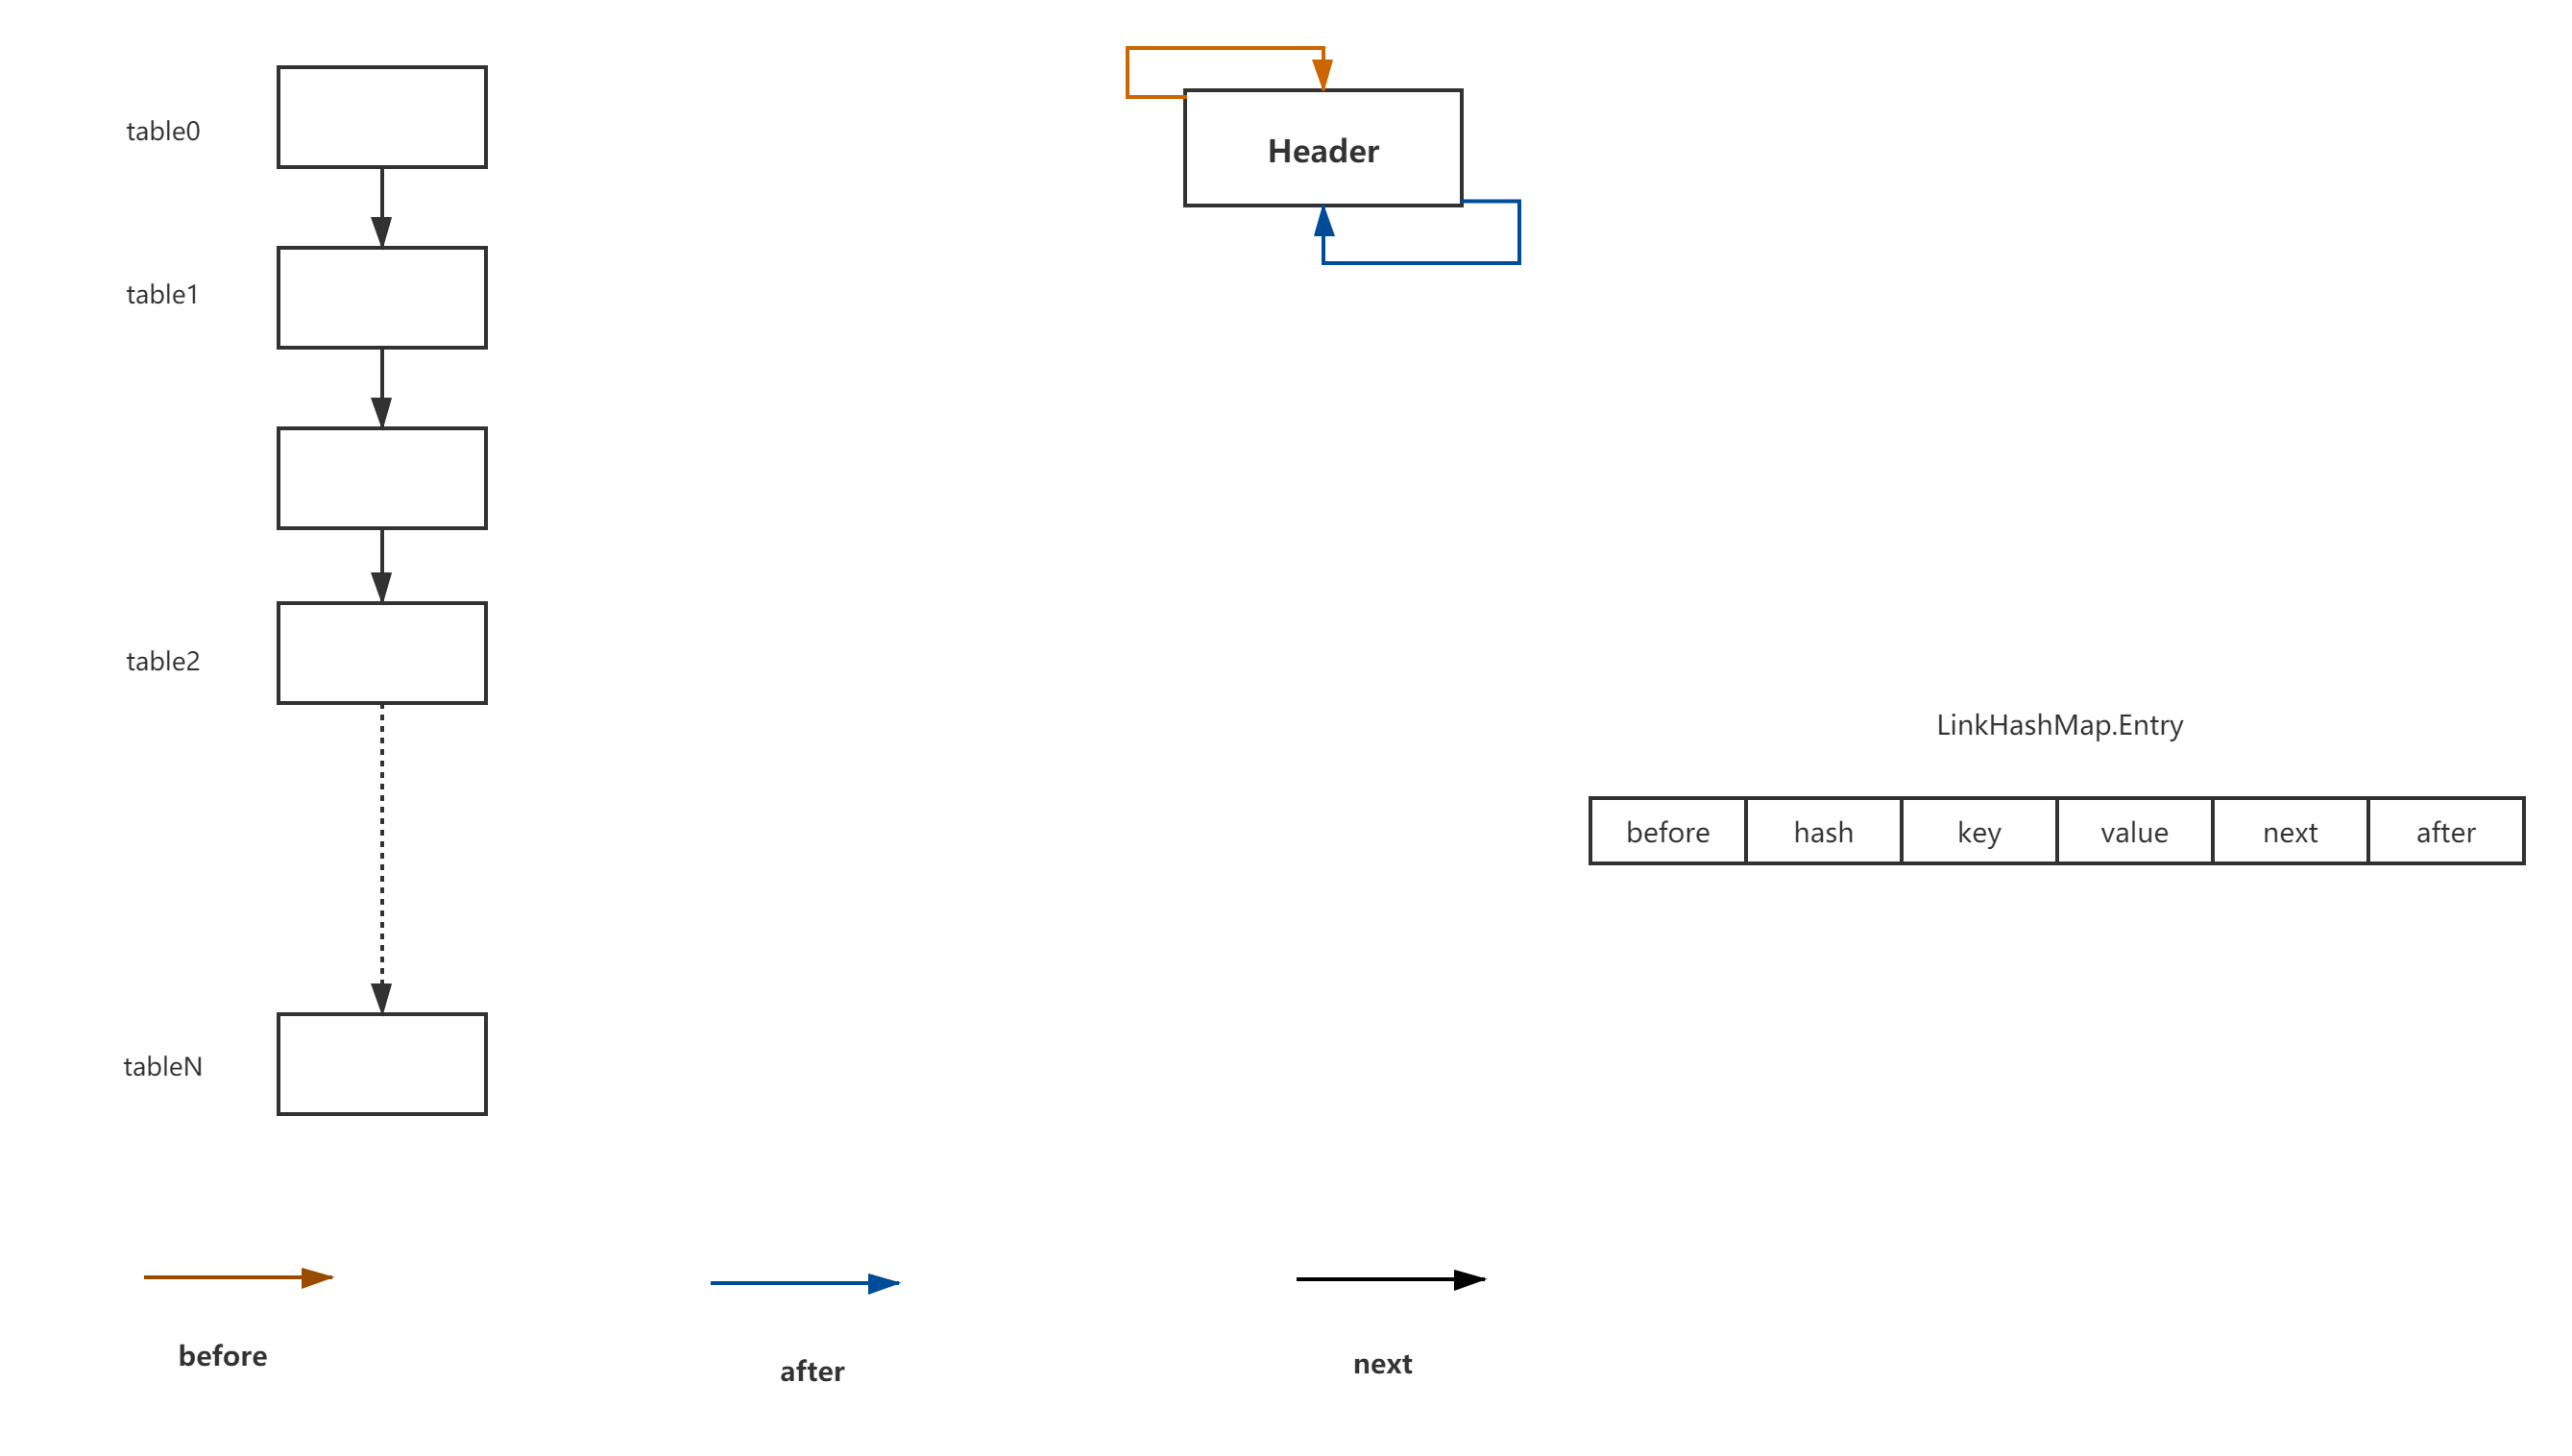 table0
Header
table1
table2
LinkHashMap.Entry
before hash key value next after
tableN
before
after
next